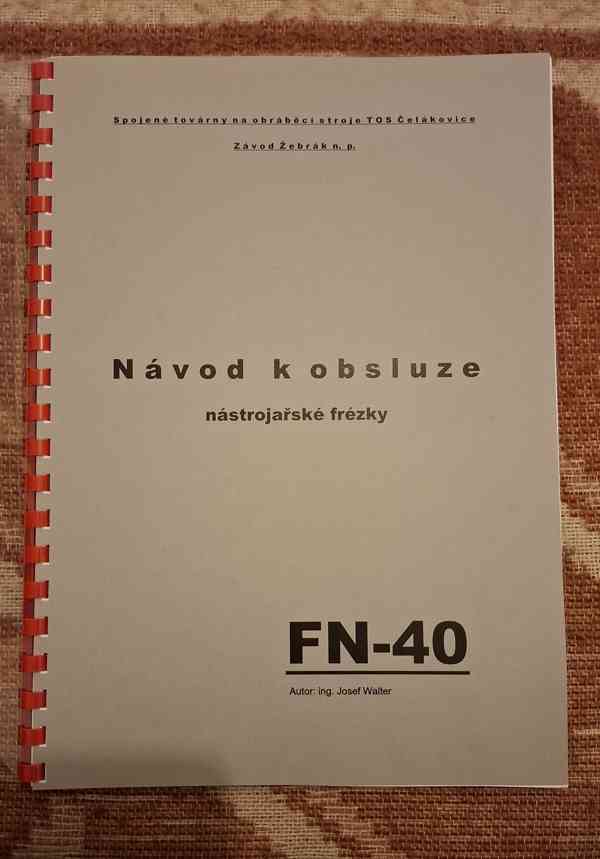 Spojené továrny na obráběcí stroje TOS Čelákovice
Závod Žebrák n. p.
Návod k obsluze
nástrojařské frézky
FN-40
Autor: ing. Josef Walter